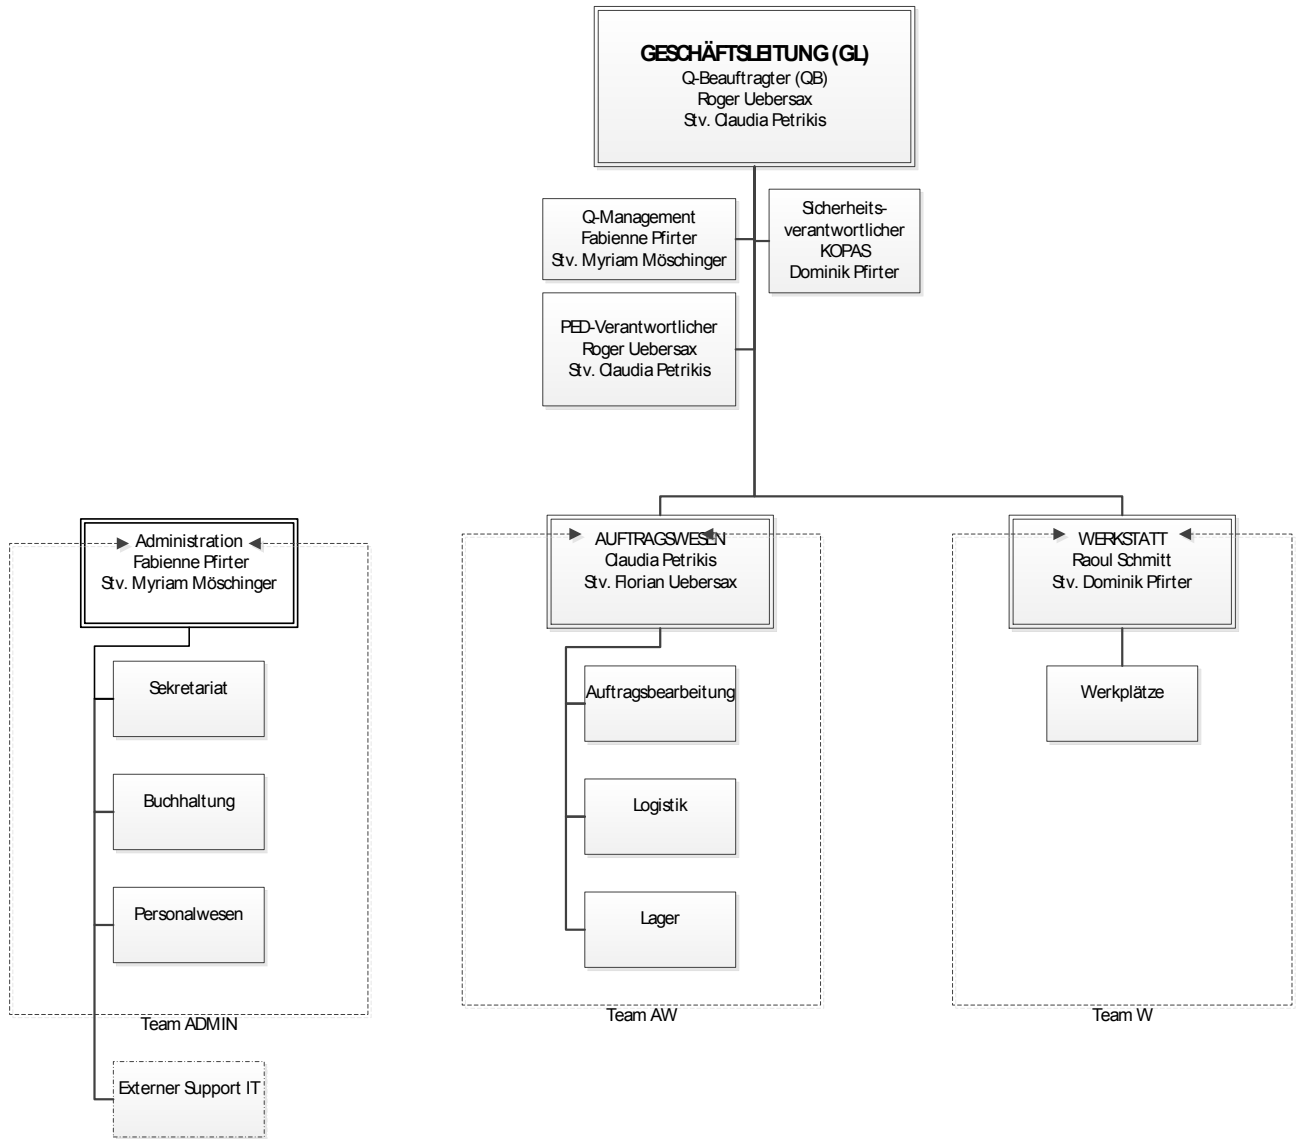 GESCHÄFTSLEITUNG (GL)
Q-Beauftragter (QB)
Roger Uebersax
Stv. Claudia Petrikis
Q-Management
Fabienne Pfirter
Stv. Myriam Möschinger
Sicherheits-
verantwortlicher
KOPAS
Dominik Pfirter
PED-Verantwortlicher
Roger Uebersax
Stv. Claudia Petrikis
Administration
Fabienne Pfirter
Stv. Myriam Möschinger
Sekretariat
Buchhaltung
Personalwesen
Team ADMIN
Externer Support IT
AUFTRAGSWESEN
Claudia Petrikis
Stv. Florian Uebersax
Auftragsbearbeitung
Logistik
Lager
Team AW
WERKSTATT
Raoul Schmitt
Stv. Dominik Pfirter
Werkplätze
Team W